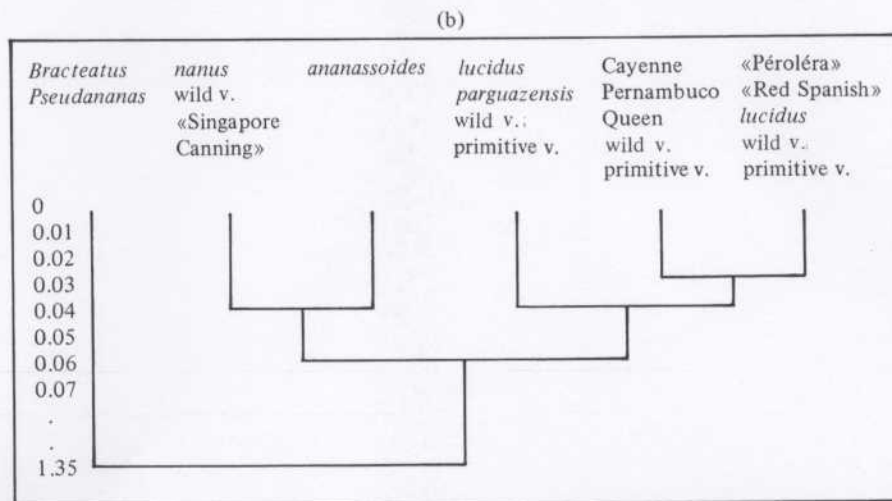 (b)
Bracteatus
Pseudananas
nanus
wild v.
«Singapore
Canning»
ananassoides
lucidus
parguazensis
wild v.
primitive v.
Cayenne
Pernambuco
Queen
wild v.
primitive v.
«Péroléra»
«Red Spanish»
lucidus
wild v.
primitive v.
0
0.01
0.02
0.03
0.04
0.05
0.06
0.07
.
.
1.35